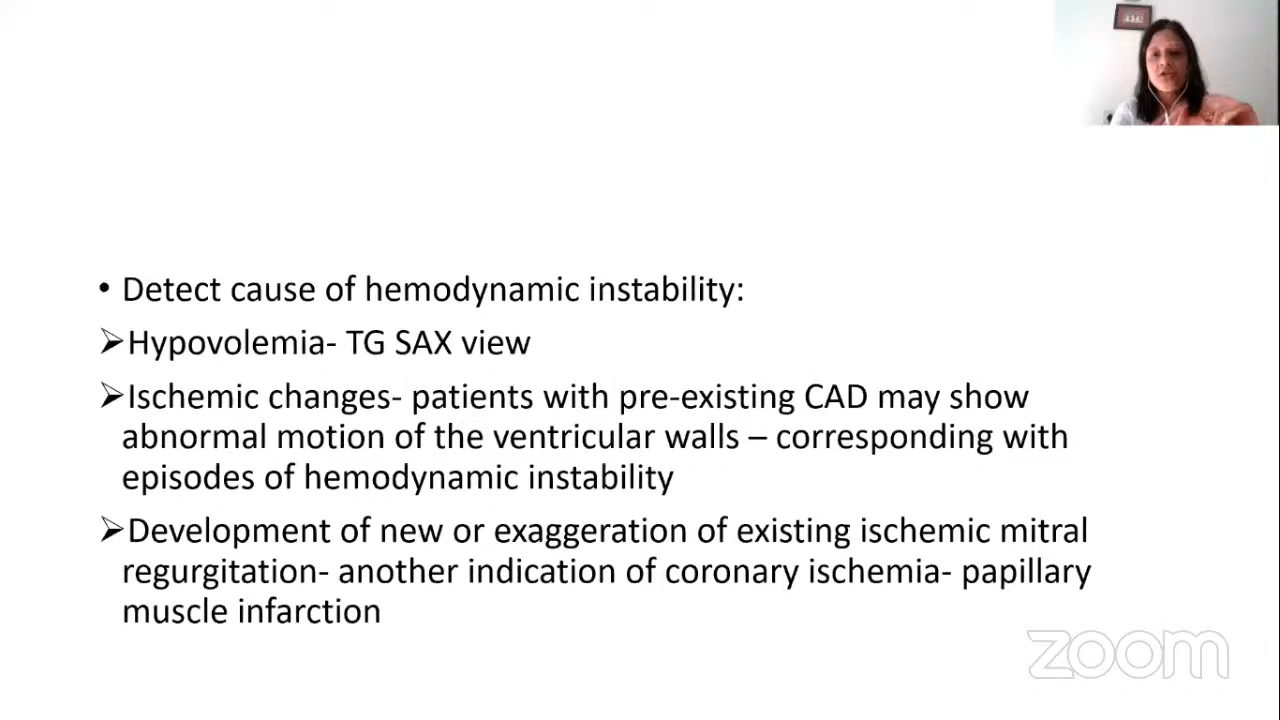 • Detect cause of hemodynamic instability:
➢Hypovolemia- TG SAX view
➢Ischemic changes- patients with pre-existing CAD may show
abnormal motion of the ventricular walls – corresponding with
episodes of hemodynamic instability
➢Development of new or exaggeration of existing ischemic mitral
regurgitation- another indication of coronary ischemia- papillary
muscle infarction
zoom